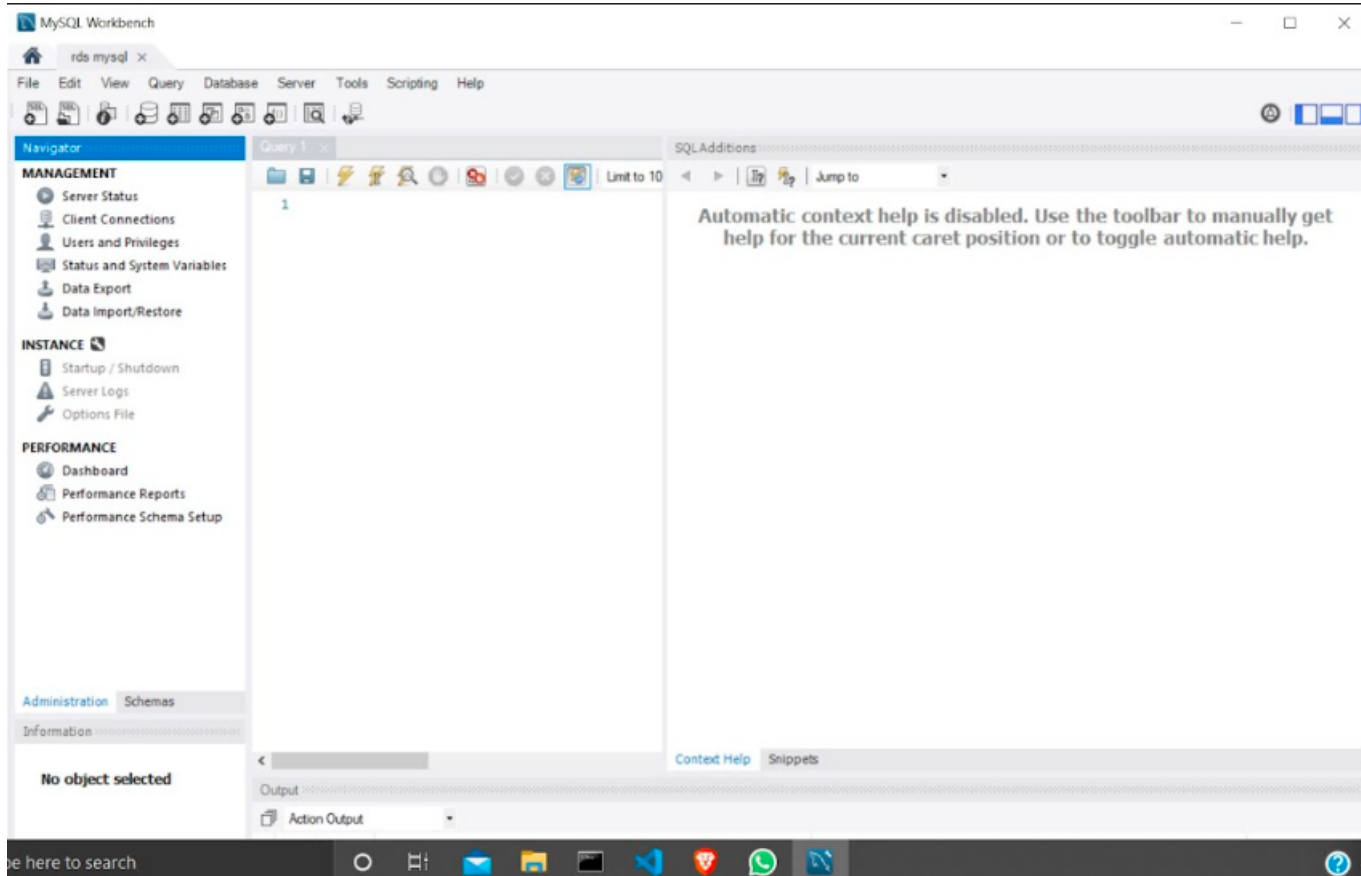 MySQL Workbench
rds mysql
File Edit View Query Database Server Tools Scripting Help
Navigator
MANAGEMENT
Server Status
Client Connections
Users and Privileges
Status and System Variables
Data Export
Data Import/Restore
INSTANCE
Startup / Shutdown
Server Logs
Options File
PERFORMANCE
Dashboard
Performance Reports
Performance Schema Setup
Administration Schemas
Information
No object selected
Query 1
Limit to 10
1
SQLAdditions
Jump to
Automatic context help is disabled. Use the toolbar to manually get
help for the current caret position or to toggle automatic help.
Context Help Snippets
Output
Action Output
pe here to search